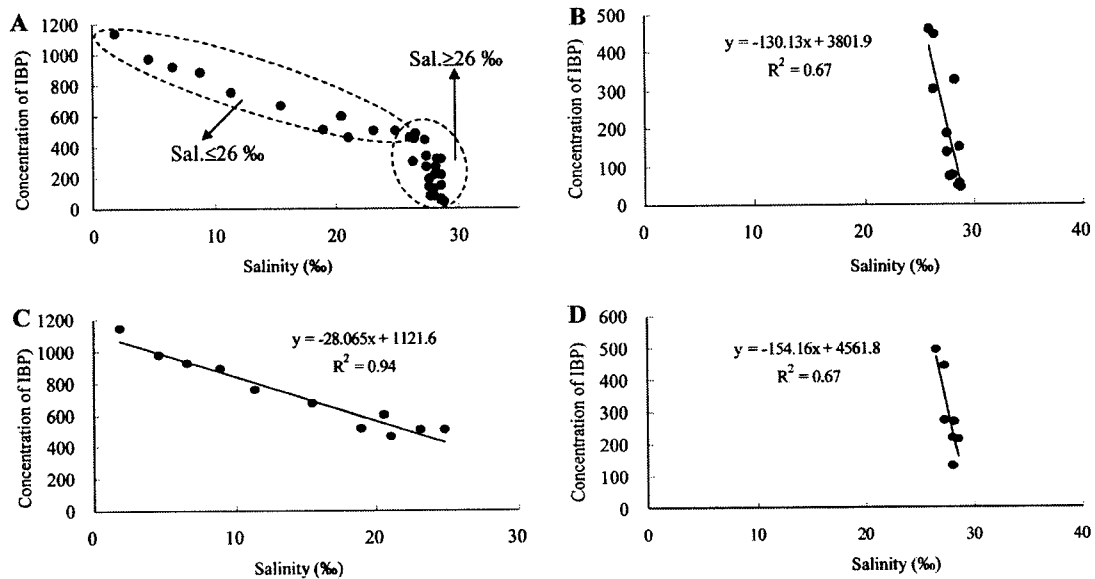 A
Concentration of IBP)
1200
1000
800
600
400
200
0
Sal.≥26 ‰
Sal.≤26 ‰
0 10 20 30
Salinity (‰)
B
Concentration of IBP)
500
400
300
200
100
0
y = -130.13x + 3801.9
R² = 0.67
0 10 20 30 40
Salinity (‰)
C
Concentration of IBP)
1200
1000
800
600
400
200
0
y = -28.065x + 1121.6
R² = 0.94
0 10 20 30
Salinity (‰)
D
Concentration of IBP)
600
500
400
300
200
100
0
y = -154.16x + 4561.8
R² = 0.67
0 10 20 30 40
Salinity (‰)